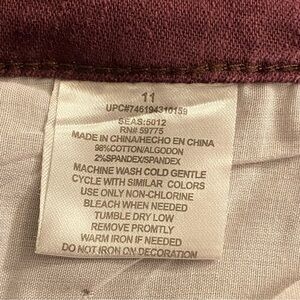 11
UPC#746194310159
SEAS:5012
RN# 59775
MADE IN CHINA/HECHO EN CHINA
98%COTTON/ALGODON
2%SPANDEX/SPANDEX
MACHINE WASH COLD GENTLE
CYCLE WITH SIMILAR COLORS
USE ONLY NON-CHLORINE
BLEACH WHEN NEEDED
TUMBLE DRY LOW
REMOVE PROMTLY
WARM IRON IF NEEDED
DO NOT IRON ON DECORATION